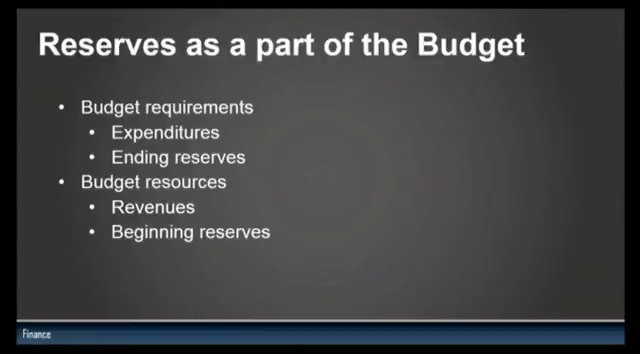 Reserves as a part of the Budget
• Budget requirements
• Expenditures
• Ending reserves
• Budget resources
• Revenues
• Beginning reserves
Finance